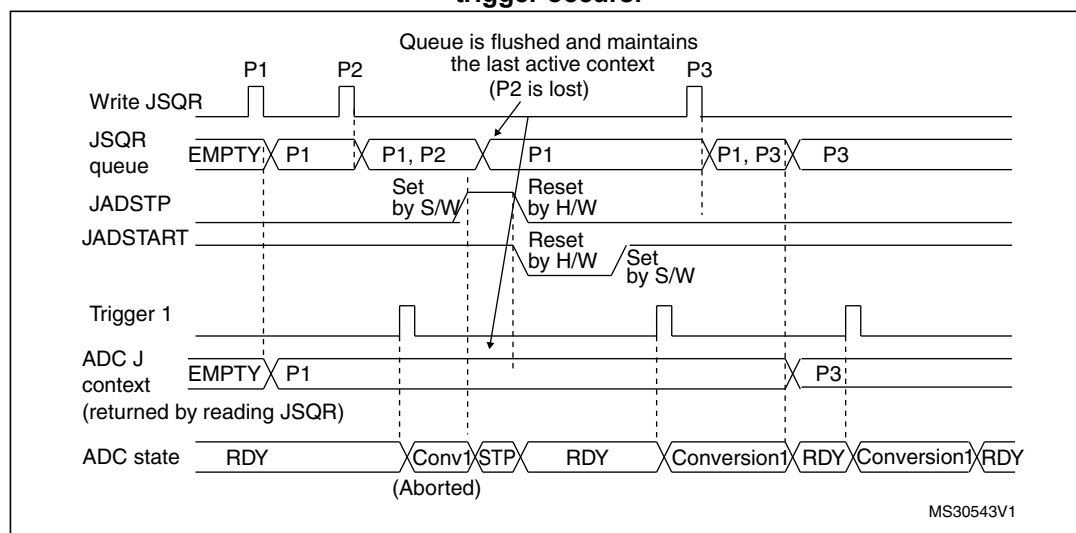 trigger occurs.
Queue is flushed and maintains
the last active context
(P2 is lost)
P1
P2
P3
Write JSQR
JSQR
queue
EMPTY
P1
P1, P2
P1
P1, P3
P3
Set
by S/W
Reset
by H/W
JADSTP
JADSTART
Reset
by H/W
Set
by S/W
Trigger 1
ADC J
context
(returned by reading JSQR)
EMPTY
P1
P3
ADC state
RDY
Conv1
STP
RDY
Conversion1
RDY
Conversion1
RDY
(Aborted)
MS30543V1